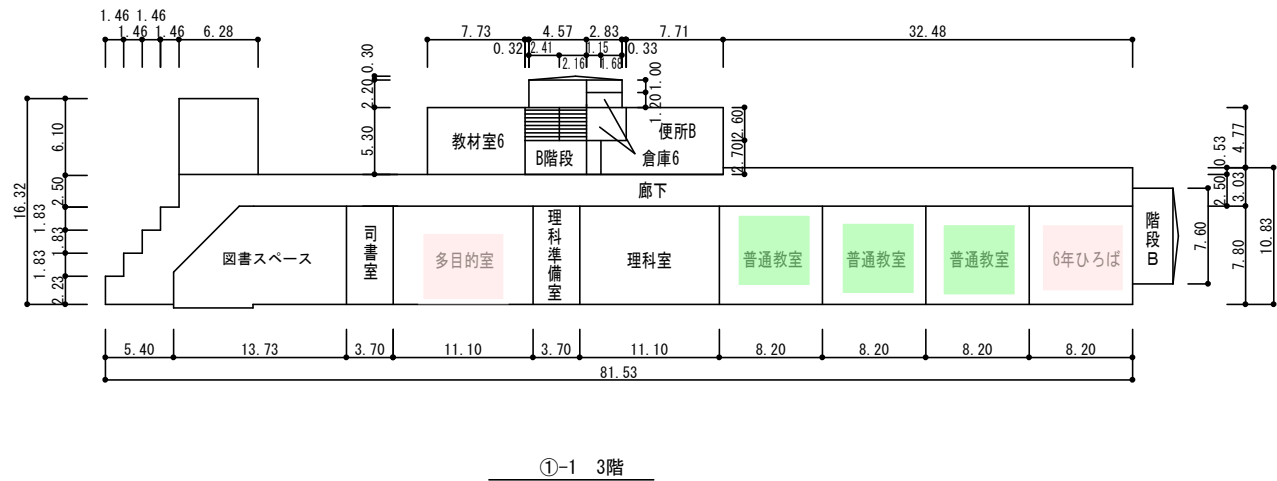 1.46 1.46
1.46 1.46 6.28
7.73 4.57 2.83 7.71 32.48
0.32 2.41 1.15 0.33
2.16 1.68
0.30
2.20
5.30
1.00
1.20
2.60
2.70
4.77
0.53
3.03
2.50
7.80
10.83
7.60
16.32
6.10
2.50
1.83
1.83
1.83
2.23
教材室6
B階段
便所B
倉庫6
廊下
図書スペース
司書室
多目的室
理科準備室
理科室
普通教室
普通教室
普通教室
6年ひろば
階段B
5.40 13.73 3.70 11.10 3.70 11.10 8.20 8.20 8.20 8.20
81.53
①-1 3階